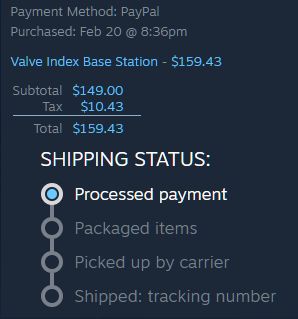 Payment Method: PayPal
Purchased: Feb 20 @ 8:36pm
Valve Index Base Station - $159.43
Subtotal $149.00
Tax $10.43
Total $159.43
SHIPPING STATUS:
Processed payment
Packaged items
Picked up by carrier
Shipped: tracking number